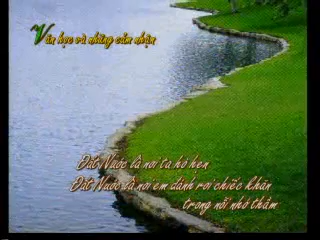 Văn học và những cảm nhận
Đất Nước là nơi ta hò hẹn
Đất Nước là nơi em đánh rơi chiếc khăn
trong nỗi nhớ thầm